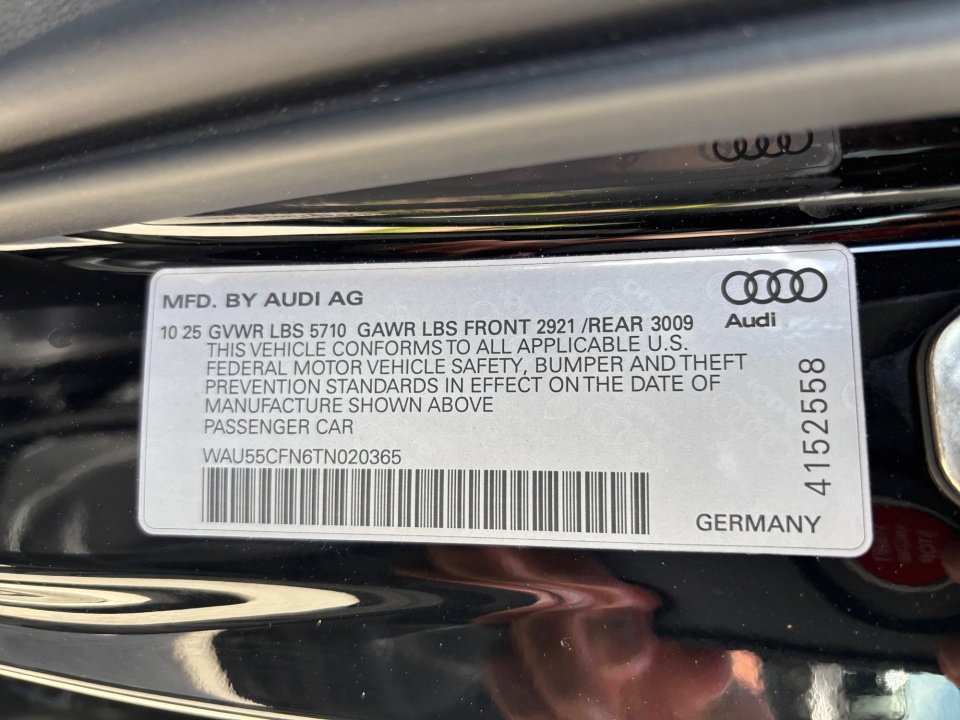 MFD. BY AUDI AG
Audi
10 25 GVWR LBS 5710 GAWR LBS FRONT 2921 /REAR 3009
THIS VEHICLE CONFORMS TO ALL APPLICABLE U.S.
FEDERAL MOTOR VEHICLE SAFETY, BUMPER AND THEFT
PREVENTION STANDARDS IN EFFECT ON THE DATE OF
MANUFACTURE SHOWN ABOVE
PASSENGER CAR
WAU55CFN6TN020365
GERMANY
4152558